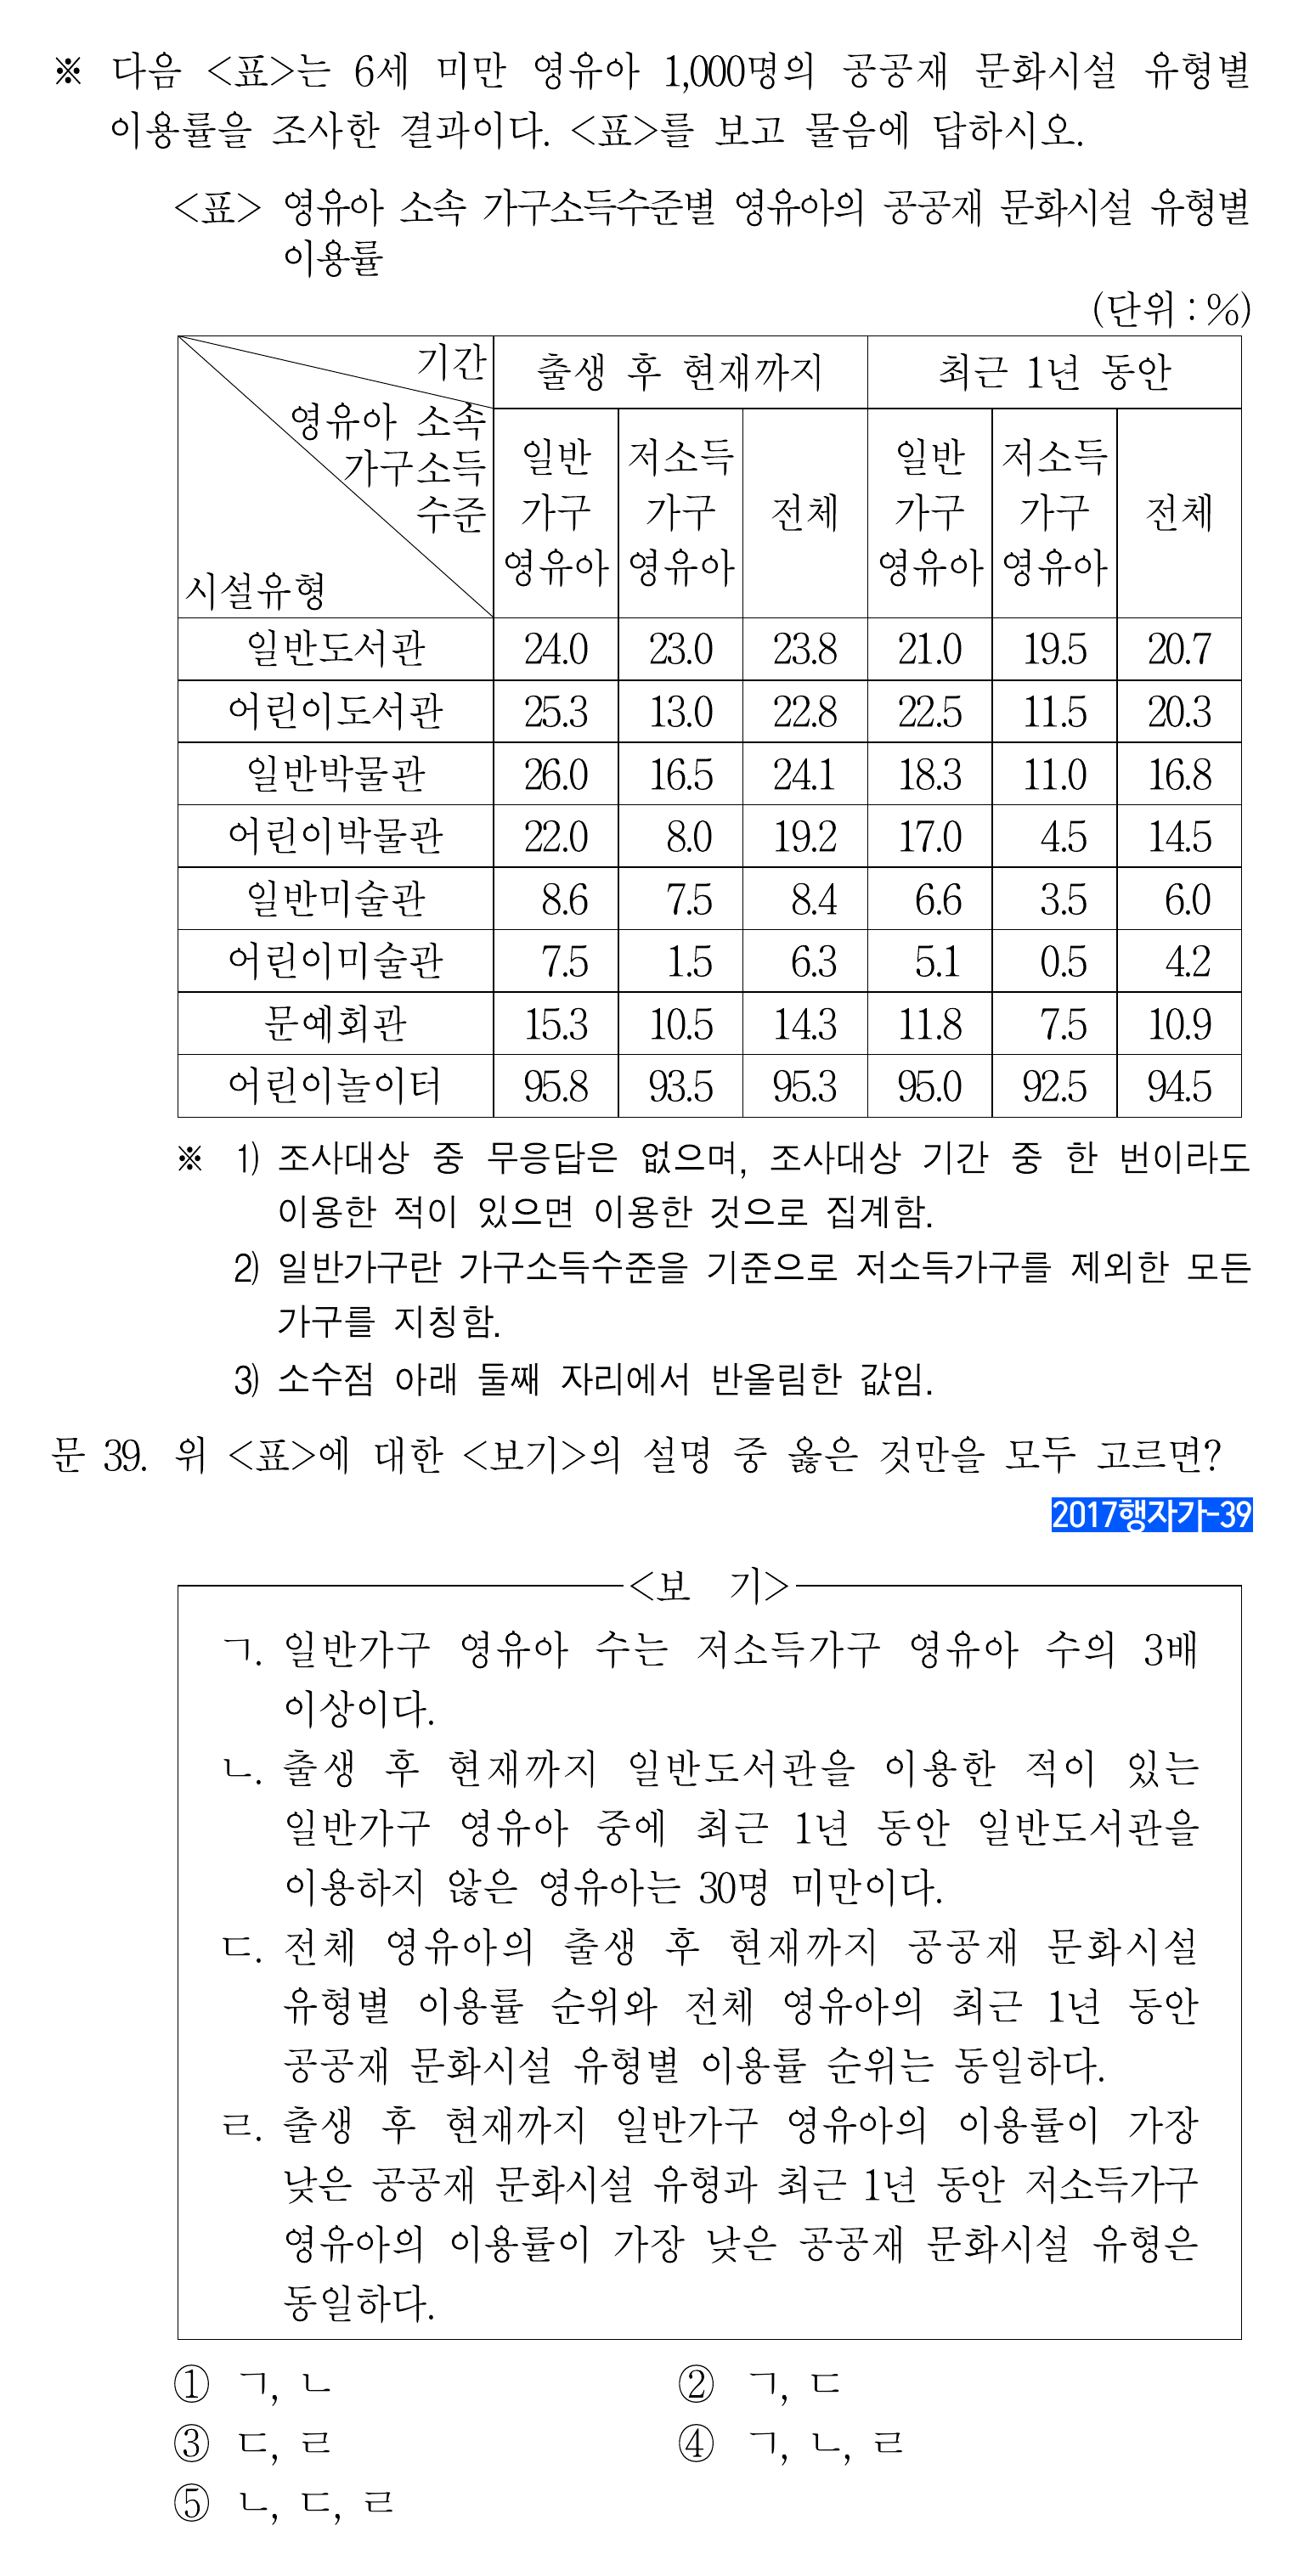 ※ 다음 <표>는 6세 미만 영유아 1,000명의 공공재 문화시설 유형별
이용률을 조사한 결과이다. <표>를 보고 물음에 답하시오.
<표> 영유아 소속 가구소득수준별 영유아의 공공재 문화시설 유형별
이용률
(단위 : %)
기간 출생 후 현재까지 최근 1년 동안
영유아 소속
가구소득
수준
시설유형
일반 가구 영유아 저소득 가구 영유아 전체 일반 가구 영유아 저소득 가구 영유아 전체
일반도서관 24.0 23.0 23.8 21.0 19.5 20.7
어린이도서관 25.3 13.0 22.8 22.5 11.5 20.3
일반박물관 26.0 16.5 24.1 18.3 11.0 16.8
어린이박물관 22.0 8.0 19.2 17.0 4.5 14.5
일반미술관 8.6 7.5 8.4 6.6 3.5 6.0
어린이미술관 7.5 1.5 6.3 5.1 0.5 4.2
문예회관 15.3 10.5 14.3 11.8 7.5 10.9
어린이놀이터 95.8 93.5 95.3 95.0 92.5 94.5
※ 1) 조사대상 중 무응답은 없으며, 조사대상 기간 중 한 번이라도
이용한 적이 있으면 이용한 것으로 집계함.
2) 일반가구란 가구소득수준을 기준으로 저소득가구를 제외한 모든
가구를 지칭함.
3) 소수점 아래 둘째 자리에서 반올림한 값임.
문 39. 위 <표>에 대한 <보기>의 설명 중 옳은 것만을 모두 고르면?
2017행자가-39
<보 기>
ㄱ. 일반가구 영유아 수는 저소득가구 영유아 수의 3배
이상이다.
ㄴ. 출생 후 현재까지 일반도서관을 이용한 적이 있는
일반가구 영유아 중에 최근 1년 동안 일반도서관을
이용하지 않은 영유아는 30명 미만이다.
ㄷ. 전체 영유아의 출생 후 현재까지 공공재 문화시설
유형별 이용률 순위와 전체 영유아의 최근 1년 동안
공공재 문화시설 유형별 이용률 순위는 동일하다.
ㄹ. 출생 후 현재까지 일반가구 영유아의 이용률이 가장
낮은 공공재 문화시설 유형과 최근 1년 동안 저소득가구
영유아의 이용률이 가장 낮은 공공재 문화시설 유형은
동일하다.
① ㄱ, ㄴ ② ㄱ, ㄷ
③ ㄷ, ㄹ ④ ㄱ, ㄴ, ㄹ
⑤ ㄴ, ㄷ, ㄹ